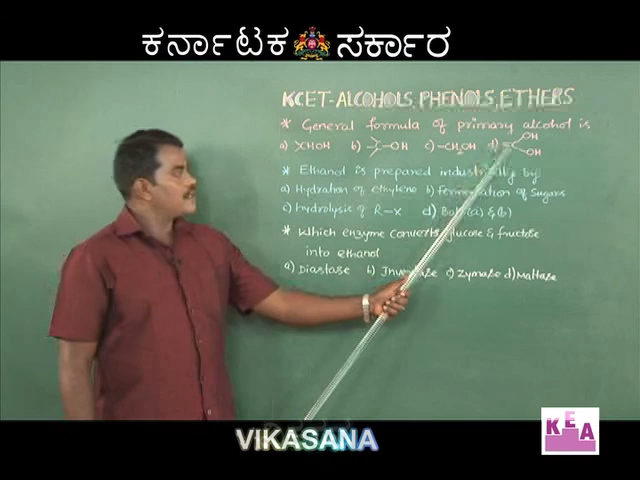 ಕರ್ನಾಟಕ ಸರ್ಕಾರ
KCET-ALCOHOLS, PHENOLS, ETHERS
* General formula of primary alcohol is
a) >CHOH b) -OH c) -CH2OH d) OH OH
* Ethanol is prepared industrially by:
a) Hydration of ethylene b) Fermentation of Sugars
c) Hydrolysis of R-X d) Both (a) & (b)
* Which enzyme converts glucose & fructose
into ethanol
a) Diastase b) Invertase c) Zymase d) Maltase
VIKASANA
KEA